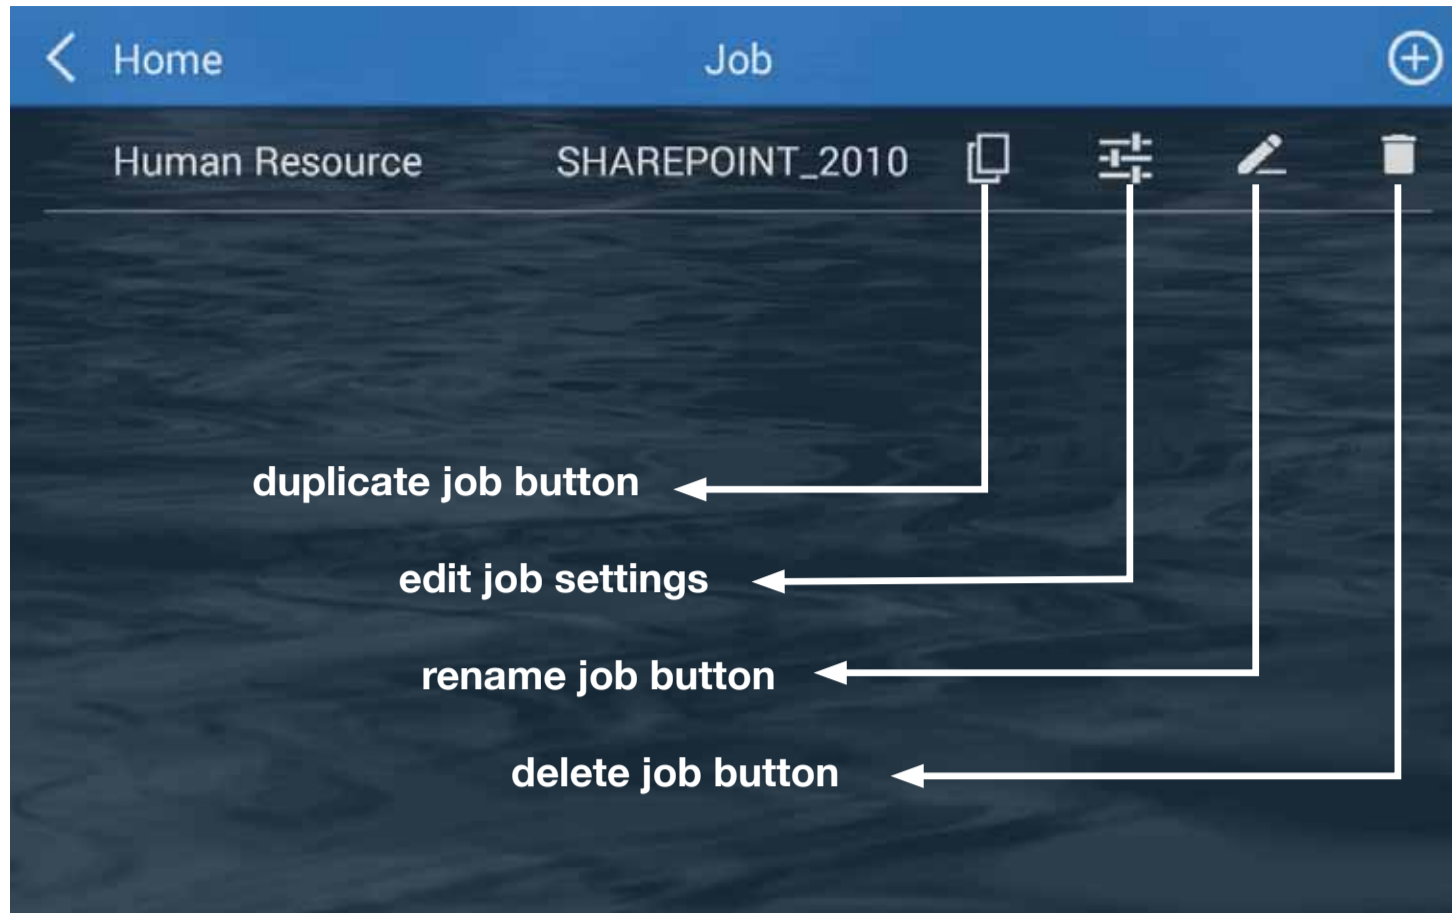 Home Job
Human Resource SHAREPOINT_2010
duplicate job button
edit job settings
rename job button
delete job button